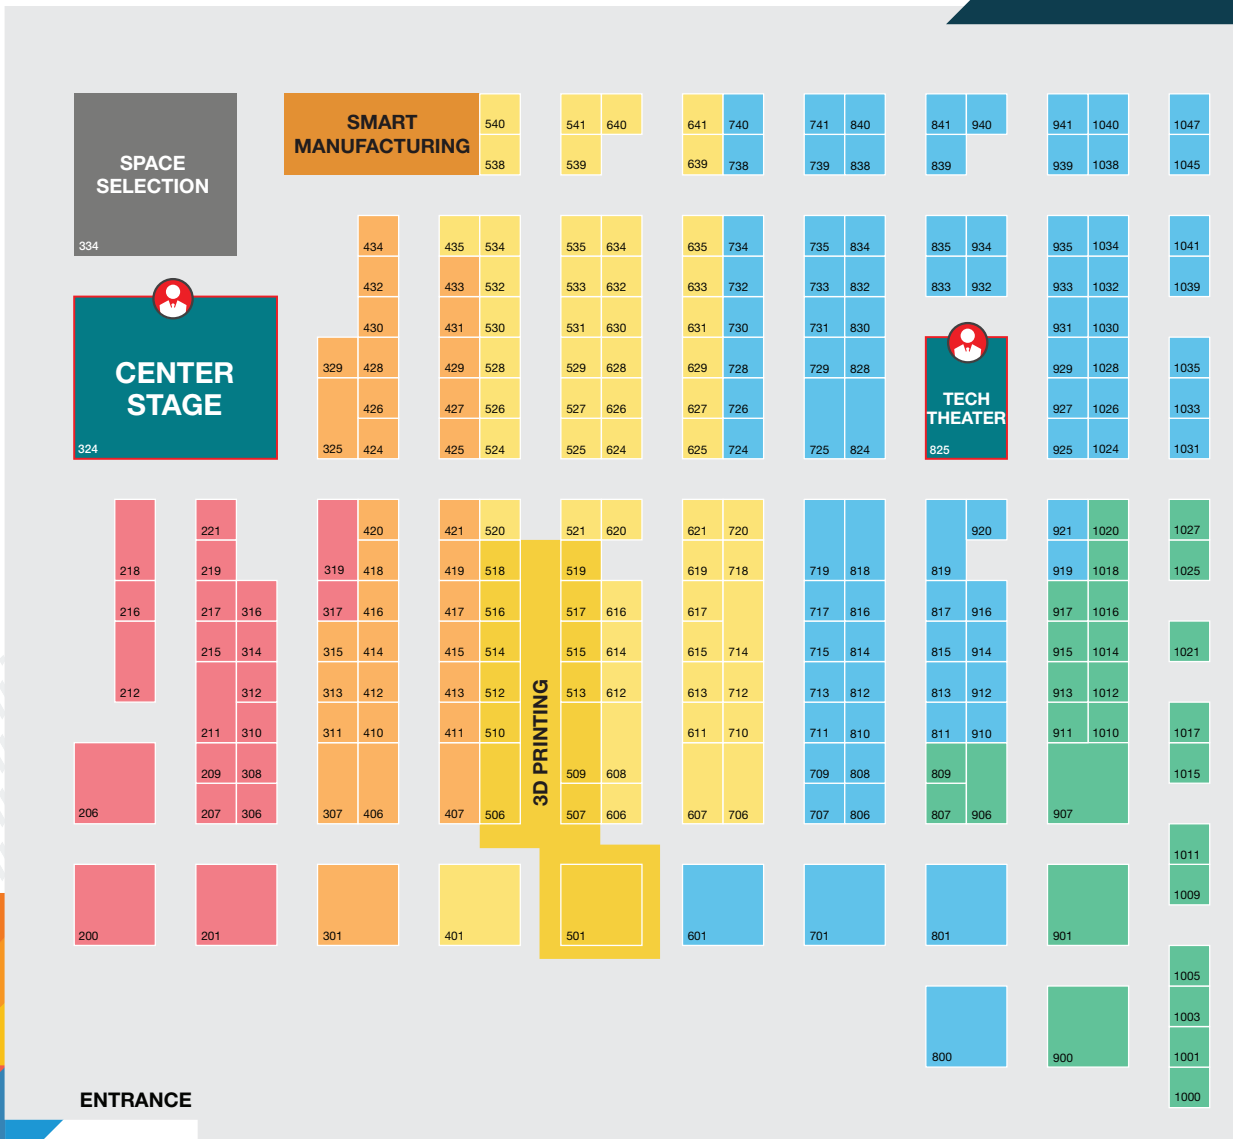 SMART
MANUFACTURING
540 541 640 641 740 741 840 841 940 941 1040 1047
538 539 639 738 739 838 839 939 1038 1045
SPACE
SELECTION
334
434 435 534 535 634 635 734 735 834 835 934 935 1034 1041
432 433 532 533 632 633 732 733 832 833 932 933 1032 1039
430 431 530 531 630 631 730 731 830 931 1030
CENTER
STAGE
324
329 428 429 528 529 628 629 728 729 828 929 1028 1035
426 427 526 527 626 627 726 927 1026 1033
TECH
THEATER
825
325 424 425 524 525 624 625 724 725 824 925 1024 1031
221 420 421 520 521 620 621 720 920 921 1020 1027
218 219 319 418 419 518 519 619 718 719 818 819 919 1018 1025
216 217 316 317 416 417 516 517 616 617 717 816 817 916 917 1016
215 314 315 414 415 514 515 614 615 714 715 814 815 914 915 1014 1021
212 312 313 412 413 512 513 612 613 712 713 812 813 912 913 1012
211 310 311 410 411 510 611 710 711 810 811 910 911 1010 1017
3D PRINTING
209 308 509 608 709 808 809 1015
206 207 306 307 406 407 506 507 606 607 706 707 806 807 906 907
1011
1009
200 201 301 401 501 601 701 801 901
1005
1003
800 900 1001
1000
ENTRANCE